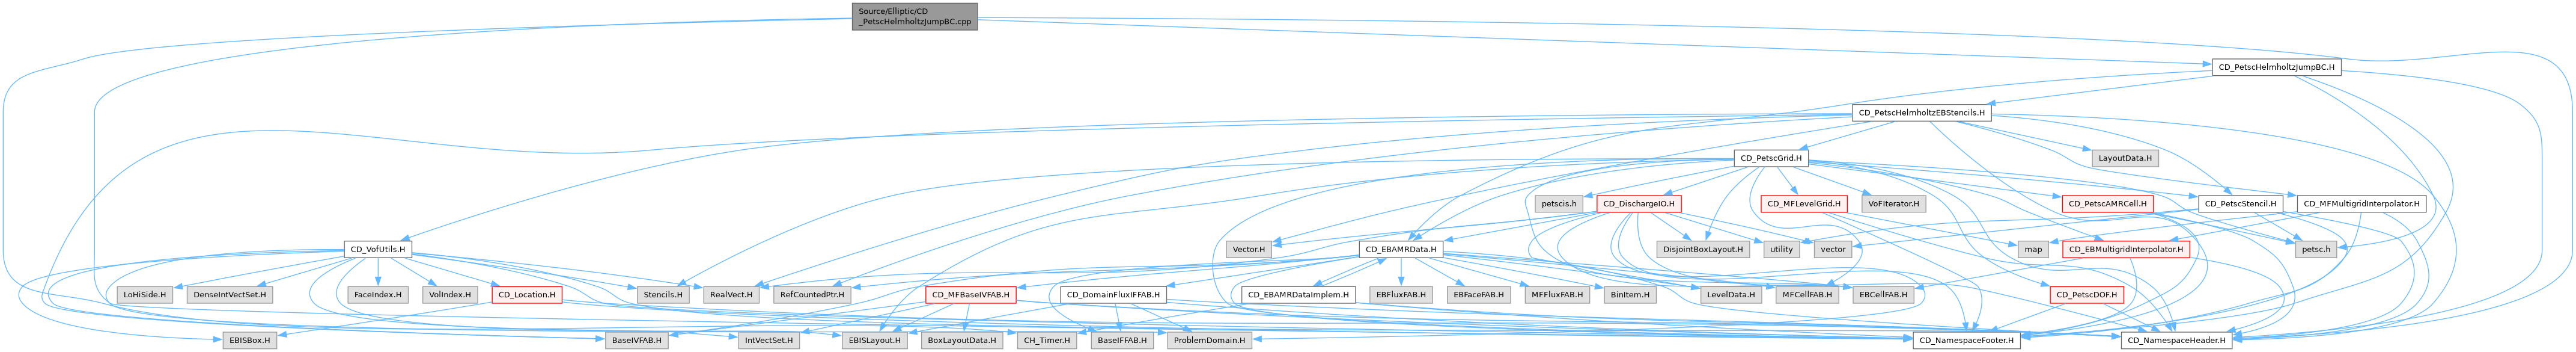 Source/Elliptic/CD
_PetscHelmholtzJumpBC.cpp
CD_PetscHelmholtzJumpBC.H
CD_PetscHelmholtzEBStencils.H
CD_PetscGrid.H
LayoutData.H
petscis.h
CD_DischargeIO.H
CD_MFLevelGrid.H
VoFIterator.H
CD_PetscAMRCell.H
CD_PetscStencil.H
CD_MFMultigridInterpolator.H
CD_VofUtils.H
Vector.H
CD_EBAMRData.H
DisjointBoxLayout.H
utility
vector
map
CD_EBMultigridInterpolator.H
petsc.h
LoHiSide.H
DenseIntVectSet.H
FaceIndex.H
VolIndex.H
CD_Location.H
Stencils.H
RealVect.H
RefCountedPtr.H
CD_MFBaseIVFAB.H
CD_DomainFluxIFFAB.H
CD_EBAMRDataImplem.H
EBFluxFAB.H
EBFaceFAB.H
MFFluxFAB.H
BinItem.H
LevelData.H
MFCellFAB.H
EBCellFAB.H
CD_PetscDOF.H
EBISBox.H
BaseIVFAB.H
IntVectSet.H
EBISLayout.H
BoxLayoutData.H
CH_Timer.H
BaseIFFAB.H
ProblemDomain.H
CD_NamespaceFooter.H
CD_NamespaceHeader.H